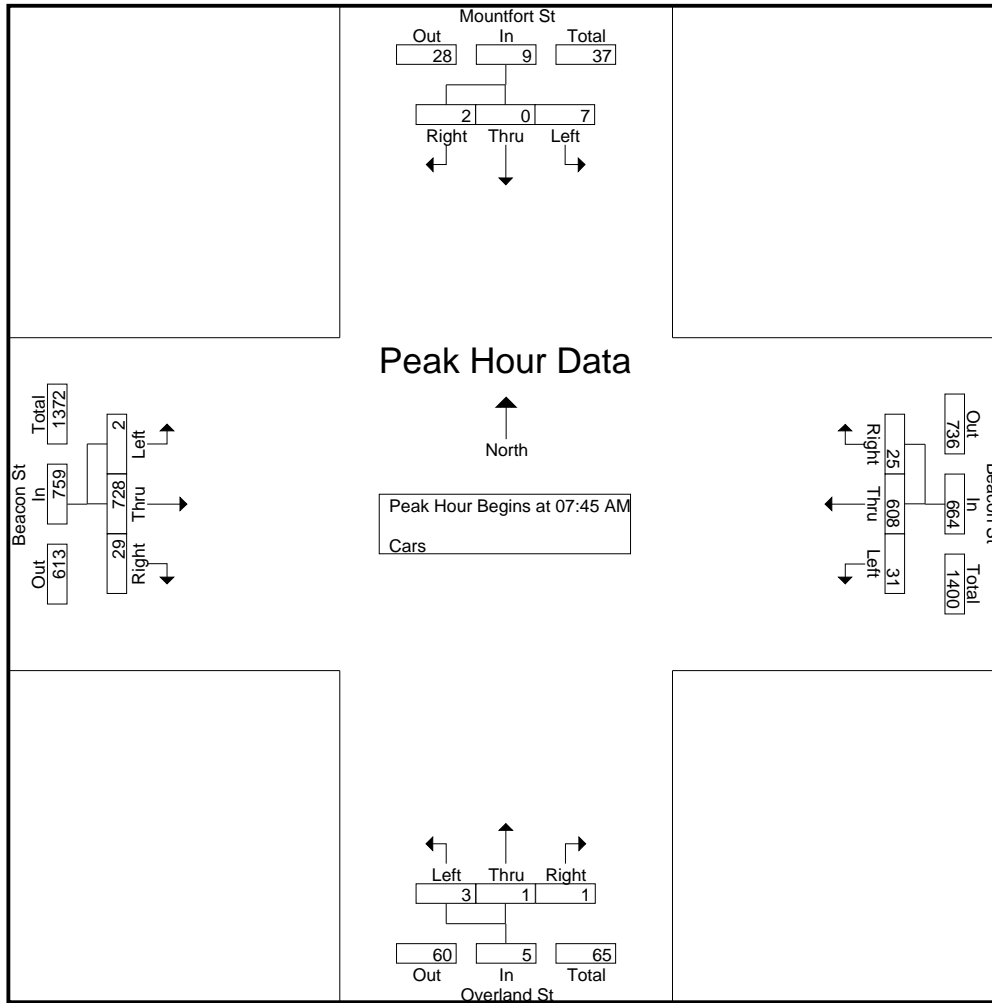 Mountfort St
Out In Total
28 9 37
2 0 7
Right Thru Left
Peak Hour Data
North
Peak Hour Begins at 07:45 AM
Cars
Beacon St
Total In Out
1372 759 613
2 728 29
Left Thru Right
Right Thru Left
25 608 31
Out In Total
736 664 1400
Beacon St
Left Thru Right
3 1 1
60 5 65
Out In Total
Overland St